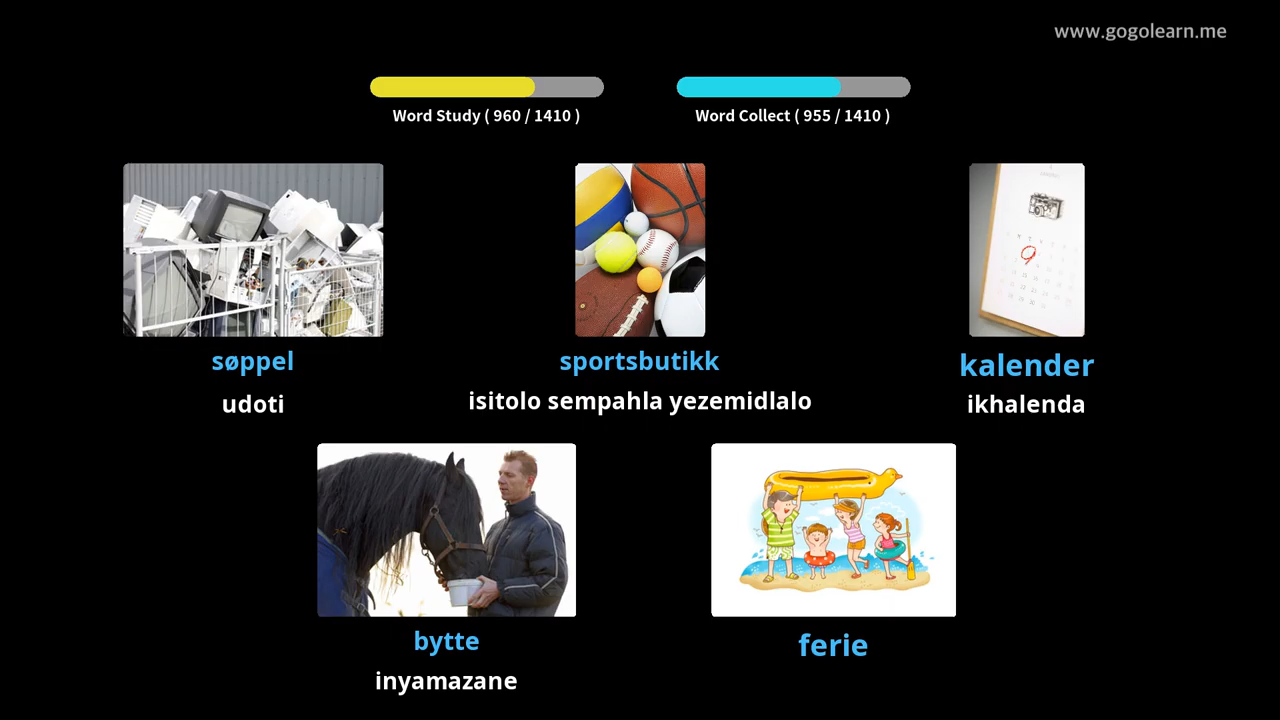 www.gogolearn.me
Word Study ( 960 / 1410 )
Word Collect ( 955 / 1410 )
søppel
udoti
sportsbutikk
isitolo sempahla yezemidlalo
kalender
ikhalenda
bytte
inyamazane
ferie